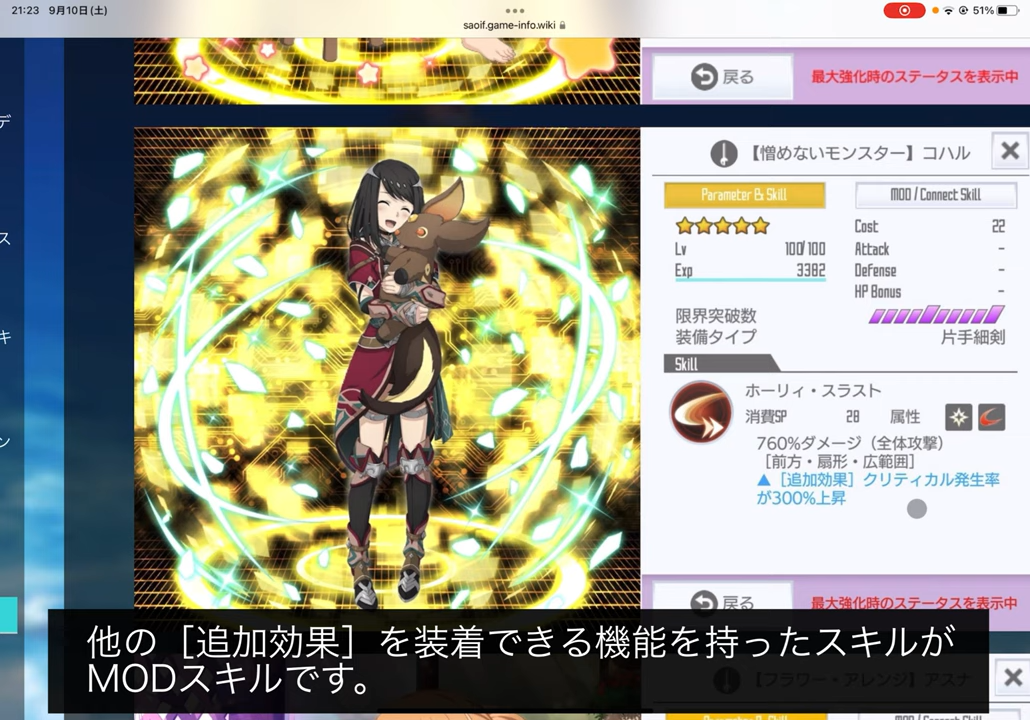 21:23 9月10日(土)
saoif.game-info.wiki
51%
戻る
最大強化時のステータスを表示中
デ
ス
キ
ン
【憎めないモンスター】コハル
Parameter & Skill
MOD / Connect Skill
Lv 100/100
Exp 3382
Cost 22
Attack -
Defense -
HP Bonus -
限界突破数
装備タイプ 片手細剣
Skill
ホーリィ・スラスト
消費SP 28 属性
760%ダメージ(全体攻撃)
[前方・扇形・広範囲]
▲[追加効果]クリティカル発生率
が300%上昇
戻る
最大強化時のステータスを表示中
他の[追加効果]を装着できる機能を持ったスキルが
MODスキルです。
【フラワー・アレンジ】アスナ
Parameter & Skill
MOD / Connect Skill